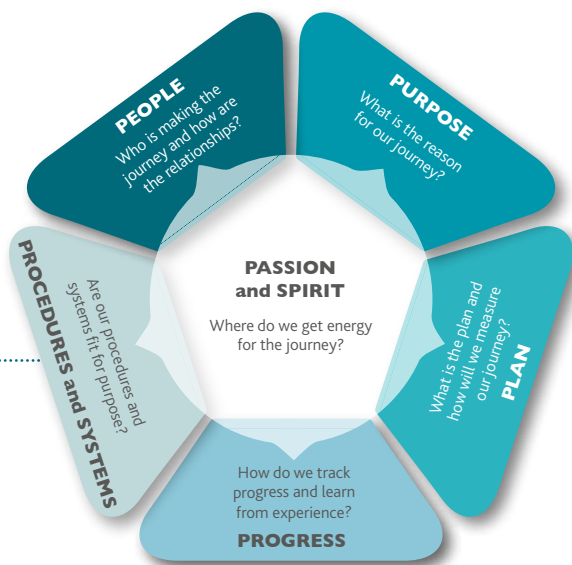 PEOPLE
Who is making the
journey and how are
the relationships?
PURPOSE
What is the reason
for our journey?
PASSION
and SPIRIT
Where do we get energy
for the journey?
PROCEDURES and SYSTEMS
Are our procedures and
systems fit for purpose?
What is the plan and
how will we measure
our journey?
PLAN
How do we track
progress and learn
from experience?
PROGRESS